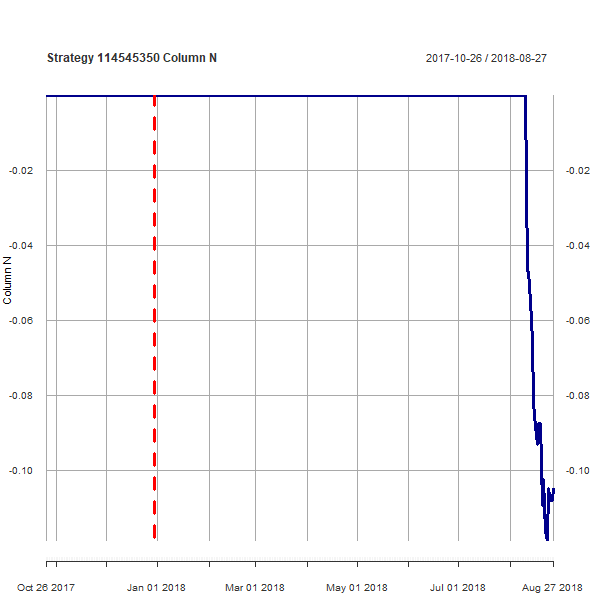 Strategy 114545350 Column N
2017-10-26 / 2018-08-27
-0.02
-0.02
-0.04
-0.04
Column N
-0.06
-0.06
-0.08
-0.08
-0.10
-0.10
Oct 26 2017
Jan 01 2018
Mar 01 2018
May 01 2018
Jul 01 2018
Aug 27 2018